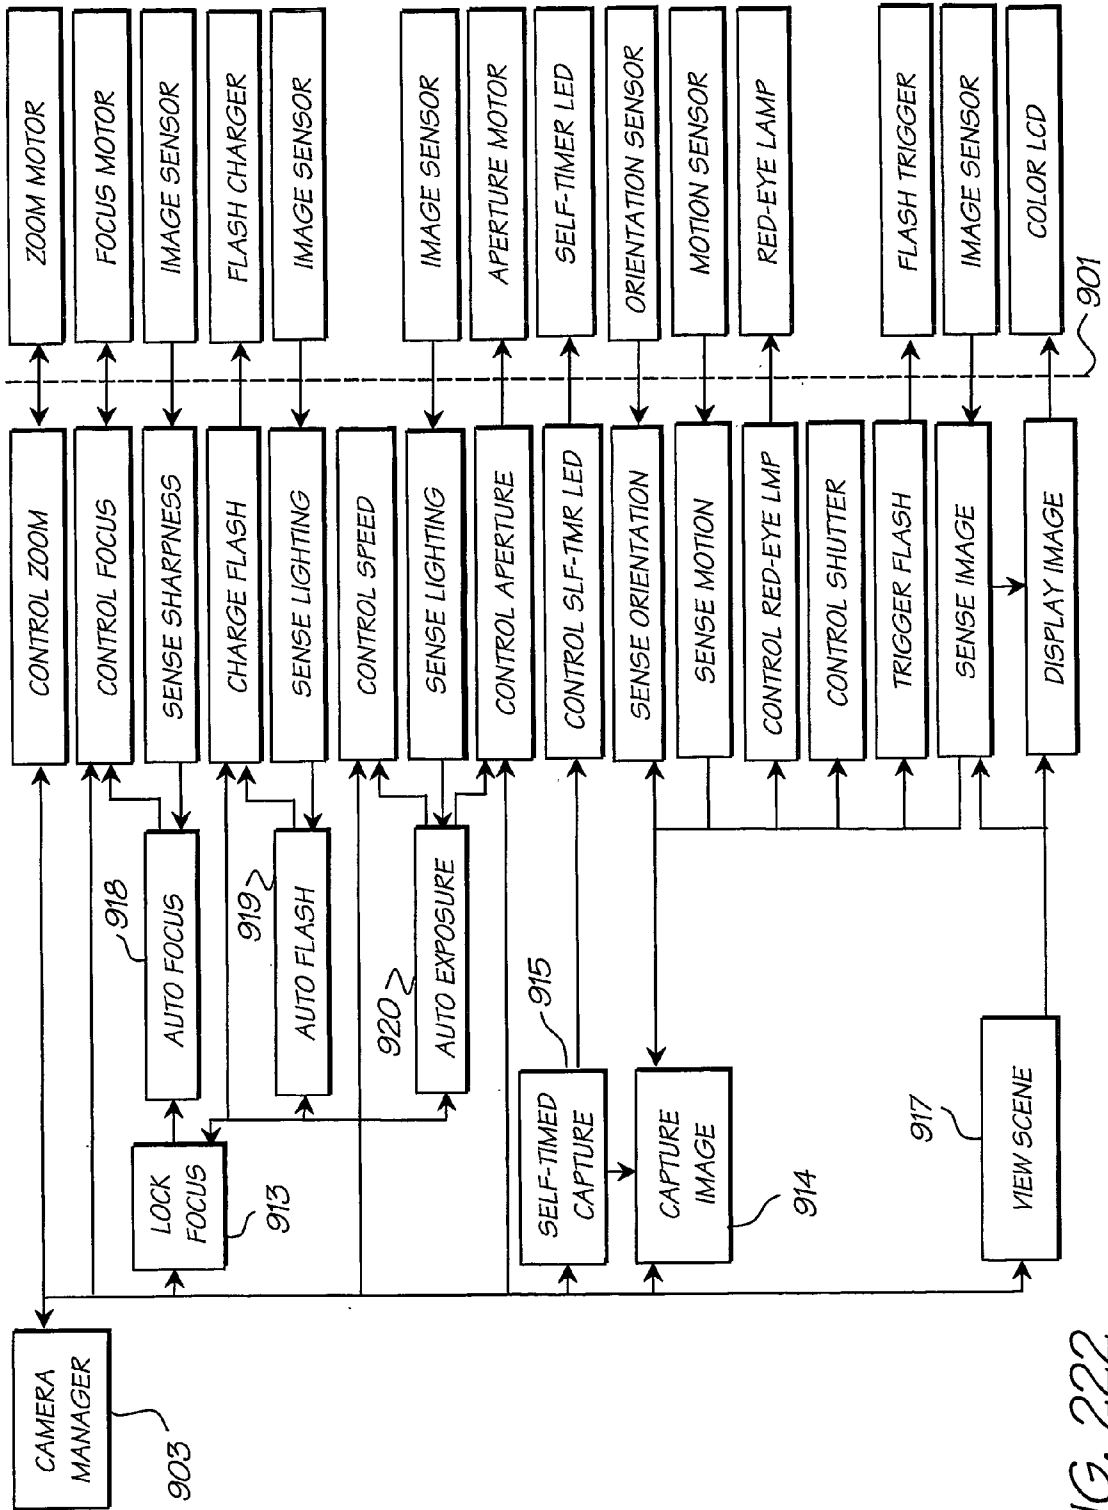 CAMERA
MANAGER
903
LOCK
FOCUS
913
SELF-TIMED
CAPTURE
915
CAPTURE
IMAGE
914
VIEW SCENE
917
AUTO FOCUS
918
AUTO FLASH
919
AUTO EXPOSURE
920
CONTROL ZOOM
CONTROL FOCUS
SENSE SHARPNESS
CHARGE FLASH
SENSE LIGHTING
CONTROL SPEED
SENSE LIGHTING
CONTROL APERTURE
CONTROL SLF-TMR LED
SENSE ORIENTATION
SENSE MOTION
CONTROL RED-EYE LMP
CONTROL SHUTTER
TRIGGER FLASH
SENSE IMAGE
DISPLAY IMAGE
ZOOM MOTOR
FOCUS MOTOR
IMAGE SENSOR
FLASH CHARGER
IMAGE SENSOR
IMAGE SENSOR
APERTURE MOTOR
SELF-TIMER LED
ORIENTATION SENSOR
MOTION SENSOR
RED-EYE LAMP
FLASH TRIGGER
IMAGE SENSOR
COLOR LCD
901
IG. 222